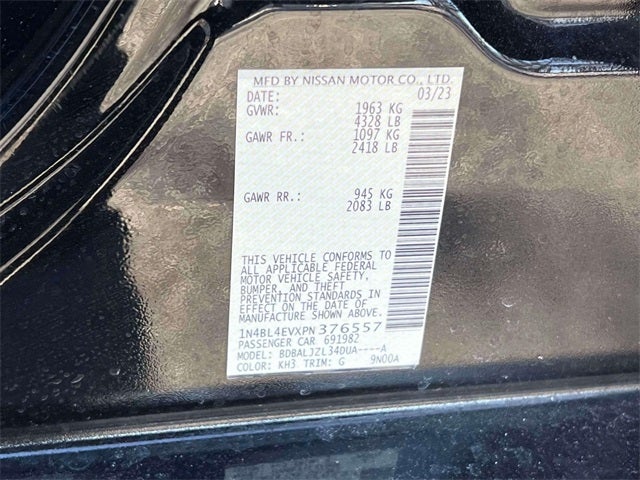 MFD BY NISSAN MOTOR CO., LTD.
DATE: 03/23
GVWR: 1963 KG
4328 LB
GAWR FR.: 1097 KG
2418 LB
GAWR RR.: 945 KG
2083 LB
THIS VEHICLE CONFORMS TO
ALL APPLICABLE FEDERAL
MOTOR VEHICLE SAFETY,
BUMPER, AND THEFT
PREVENTION STANDARDS IN
EFFECT ON THE DATE OF
MANUFACTURE SHOWN ABOVE.
1N4BL4EVXPN376557
PASSENGER CAR 691982
MODEL: BDBALJZL34DUA----A
COLOR: KH3 TRIM: G 9N00A